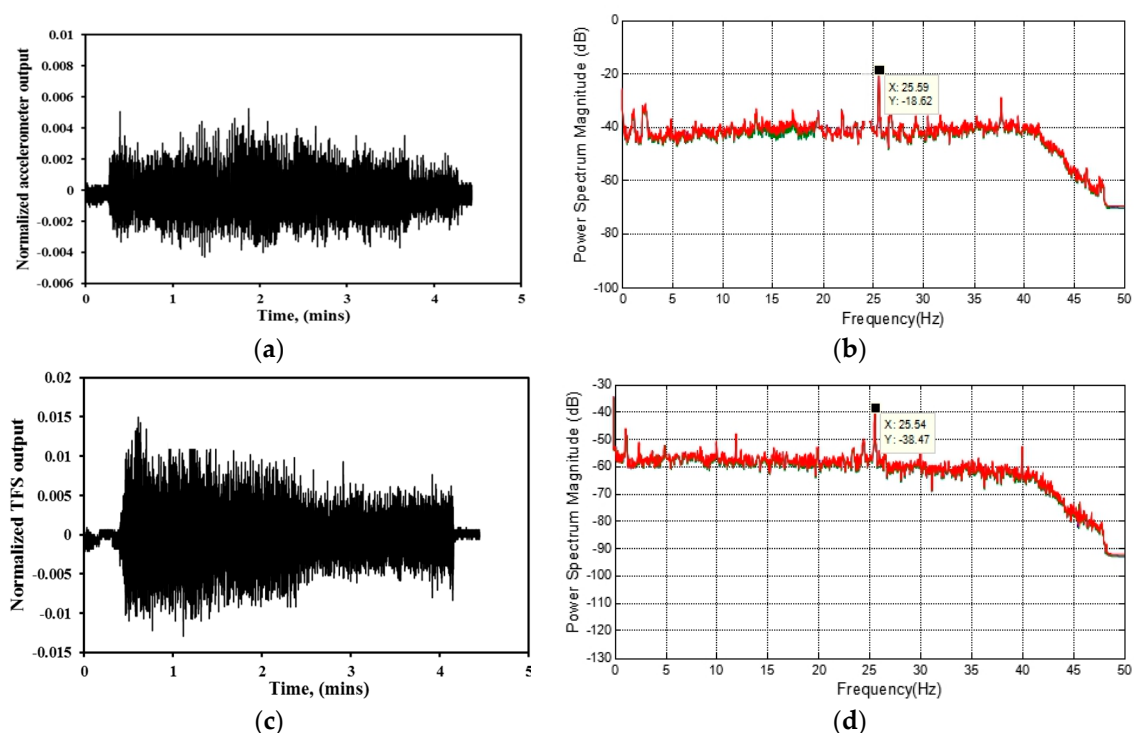 0.01
0.008
0.006
0.004
0.002
0
-0.002
-0.004
-0.006
Normalized accelerometer output
0 1 2 3 4 5
Time, (mins)
(a)
0
-20
-40
-60
-80
-100
Power Spectrum Magnitude (dB)
X: 25.59
Y: -18.62
0 5 10 15 20 25 30 35 40 45 50
Frequency(Hz)
(b)
0.02
0.015
0.01
0.005
0
-0.005
-0.01
-0.015
Normalized TFS output
0 1 2 3 4 5
Time, (mins)
(c)
-30
-40
-50
-60
-70
-80
-90
-100
-110
-120
-130
Power Spectrum Magnitude (dB)
X: 25.54
Y: -38.47
0 5 10 15 20 25 30 35 40 45 50
Frequency(Hz)
(d)